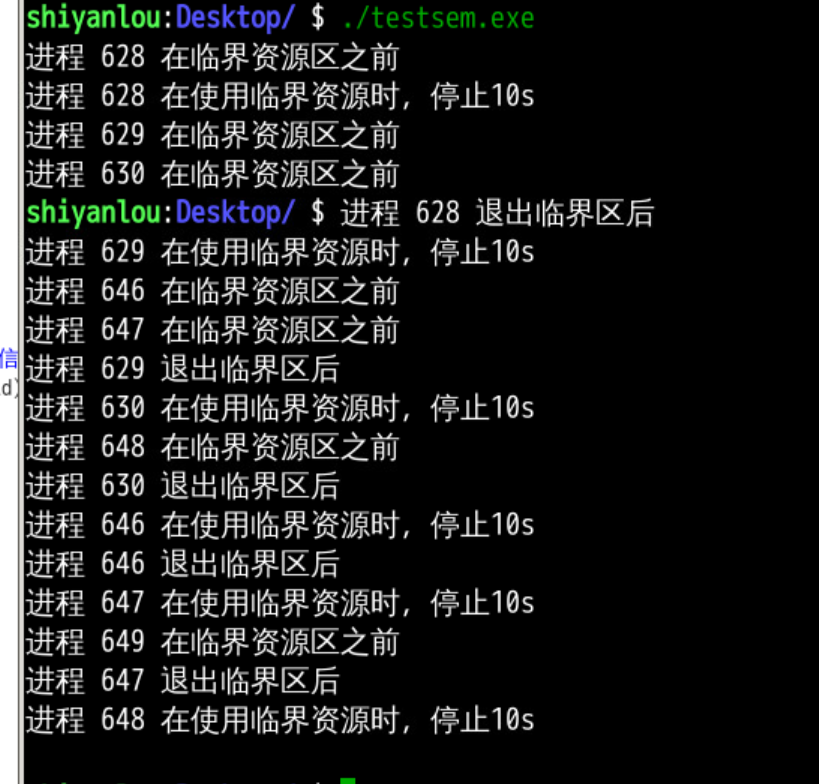 shiyanlou:Desktop/ $ ./testsem.exe
进程 628 在临界资源区之前
进程 628 在使用临界资源时, 停止10s
进程 629 在临界资源区之前
进程 630 在临界资源区之前
shiyanlou:Desktop/ $ 进程 628 退出临界区后
进程 629 在使用临界资源时, 停止10s
进程 646 在临界资源区之前
进程 647 在临界资源区之前
信
进程 629 退出临界区后
d)
进程 630 在使用临界资源时, 停止10s
进程 648 在临界资源区之前
进程 630 退出临界区后
进程 646 在使用临界资源时, 停止10s
进程 646 退出临界区后
进程 647 在使用临界资源时, 停止10s
进程 649 在临界资源区之前
进程 647 退出临界区后
进程 648 在使用临界资源时, 停止10s